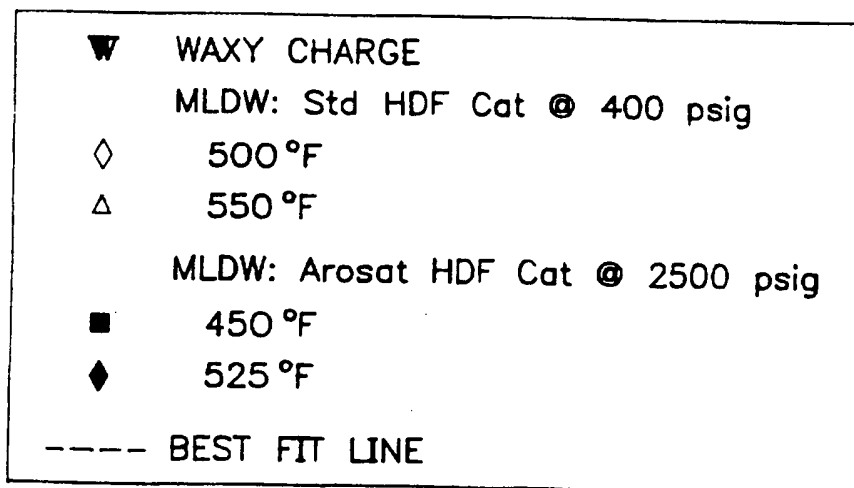 WAXY CHARGE
MLDW: Std HDF Cat @ 400 psig
500 °F
550 °F
MLDW: Arosat HDF Cat @ 2500 psig
450 °F
525 °F
BEST FIT LINE